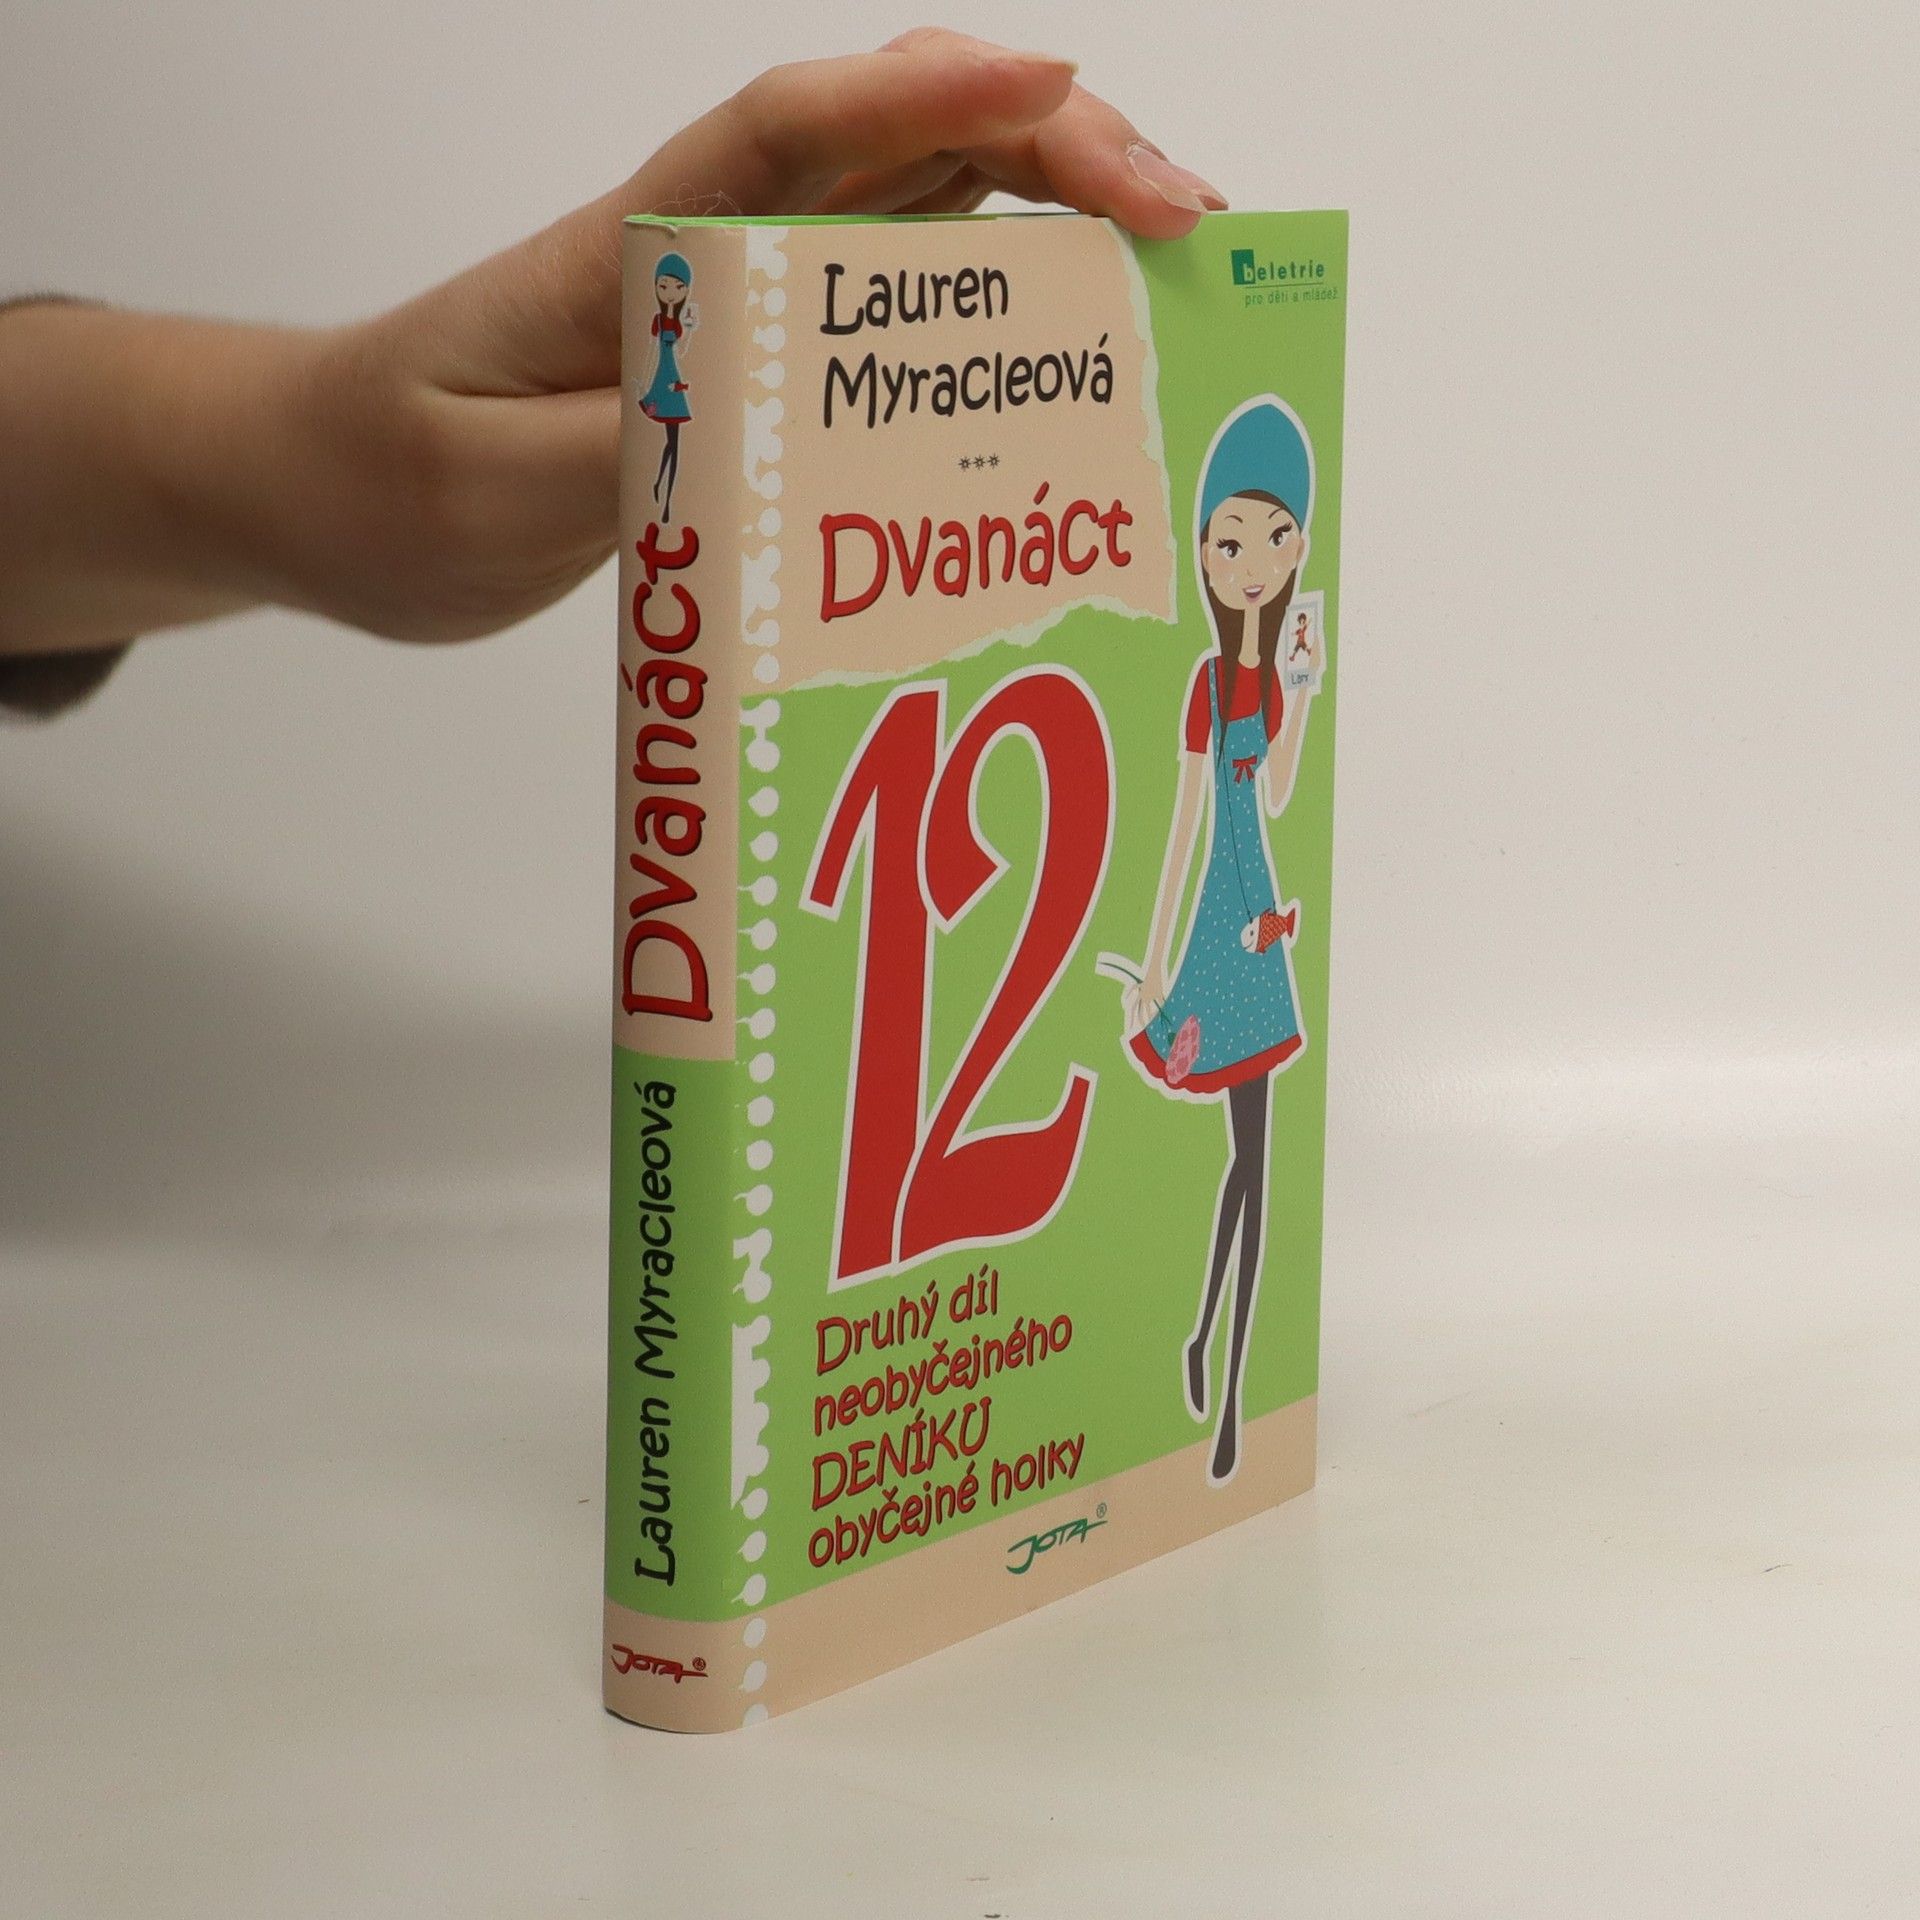 Dvanáct
Lauren Myracleová
JOTA®
Lauren
Myracleová
***
Dvanáct
beletrie
pro děti a mládež
12
Druhý díl
neobyčejného
DENÍKU
obyčejné holky
JOTA®